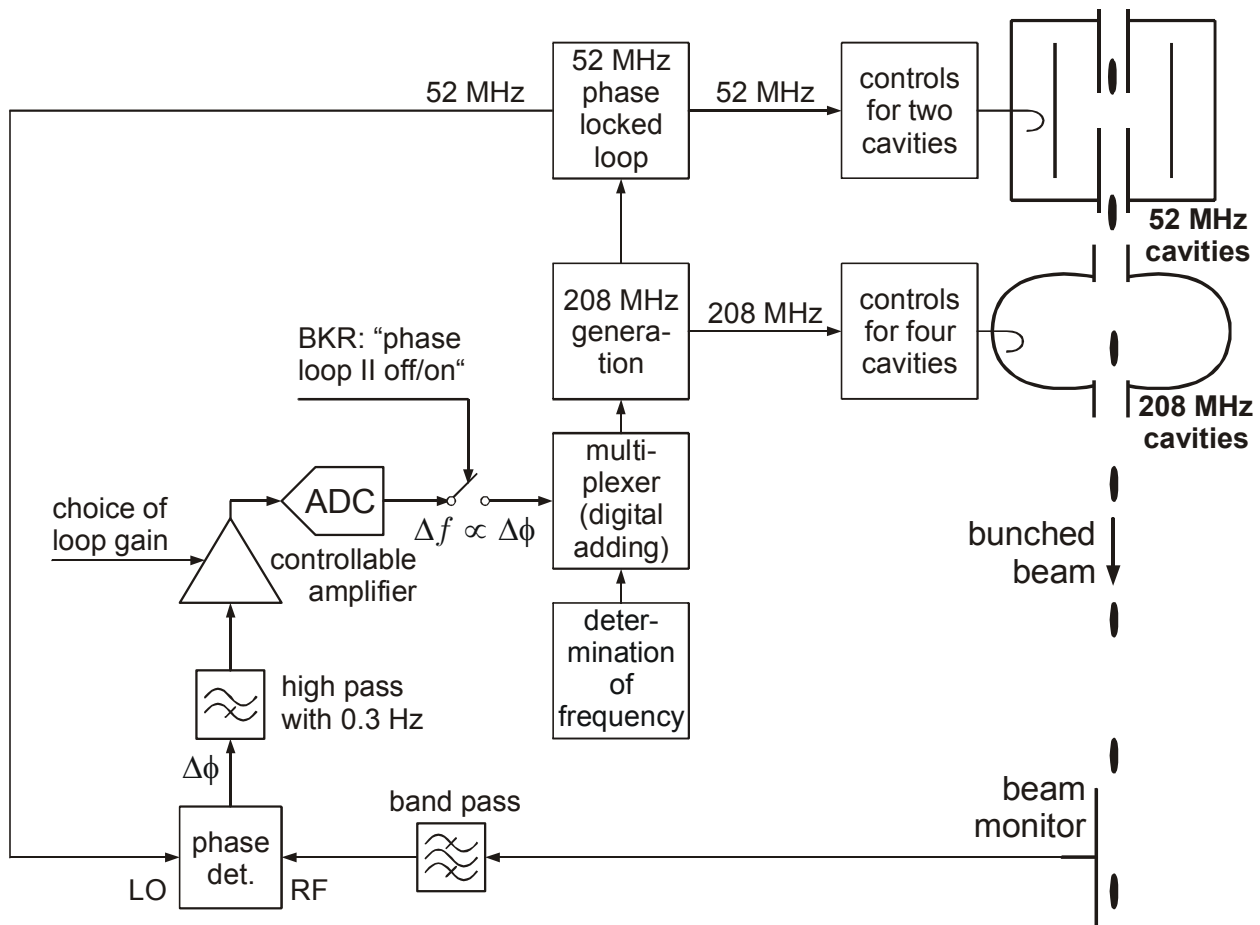 52 MHz
52 MHz
phase
locked
loop
52 MHz
controls
for two
cavities
52 MHz
cavities
208 MHz
genera-
tion
208 MHz
controls
for four
cavities
208 MHz
cavities
BKR: “phase
loop II off/on“
choice of
loop gain
ADC
Δf ∝ Δϕ
controllable
amplifier
multi-
plexer
(digital
adding)
bunched
beam
deter-
mination
of
frequency
high pass
with 0.3 Hz
Δϕ
band pass
beam
monitor
phase
det.
LO
RF